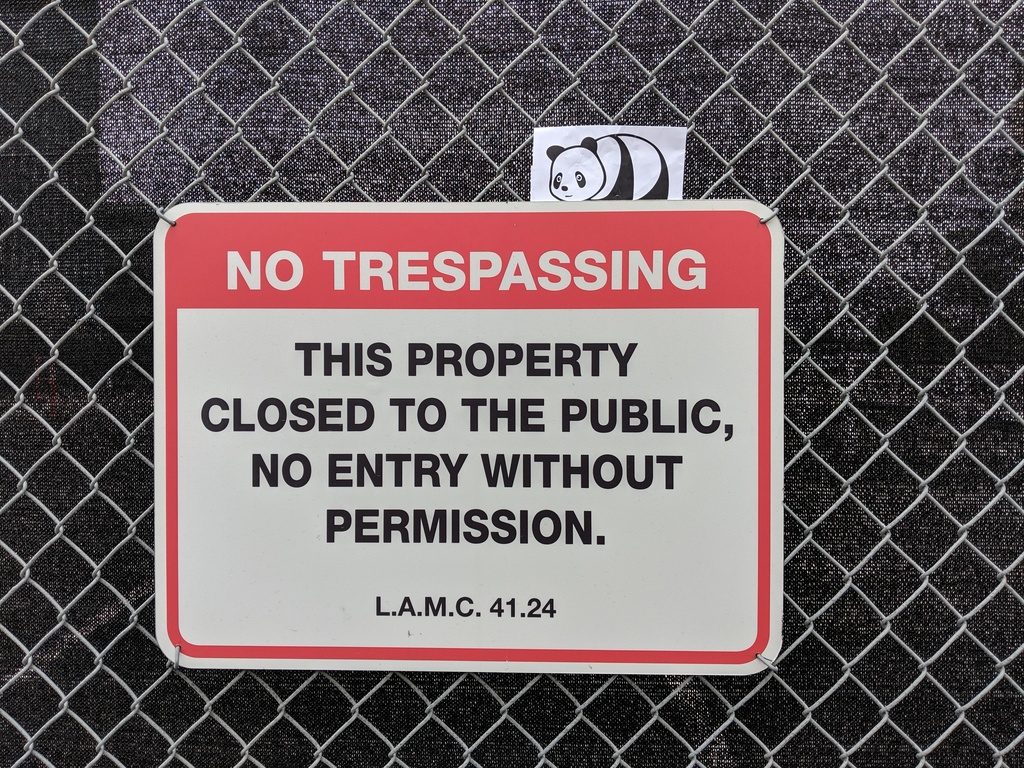 NO TRESPASSING
THIS PROPERTY
CLOSED TO THE PUBLIC,
NO ENTRY WITHOUT
PERMISSION.
L.A.M.C. 41.24